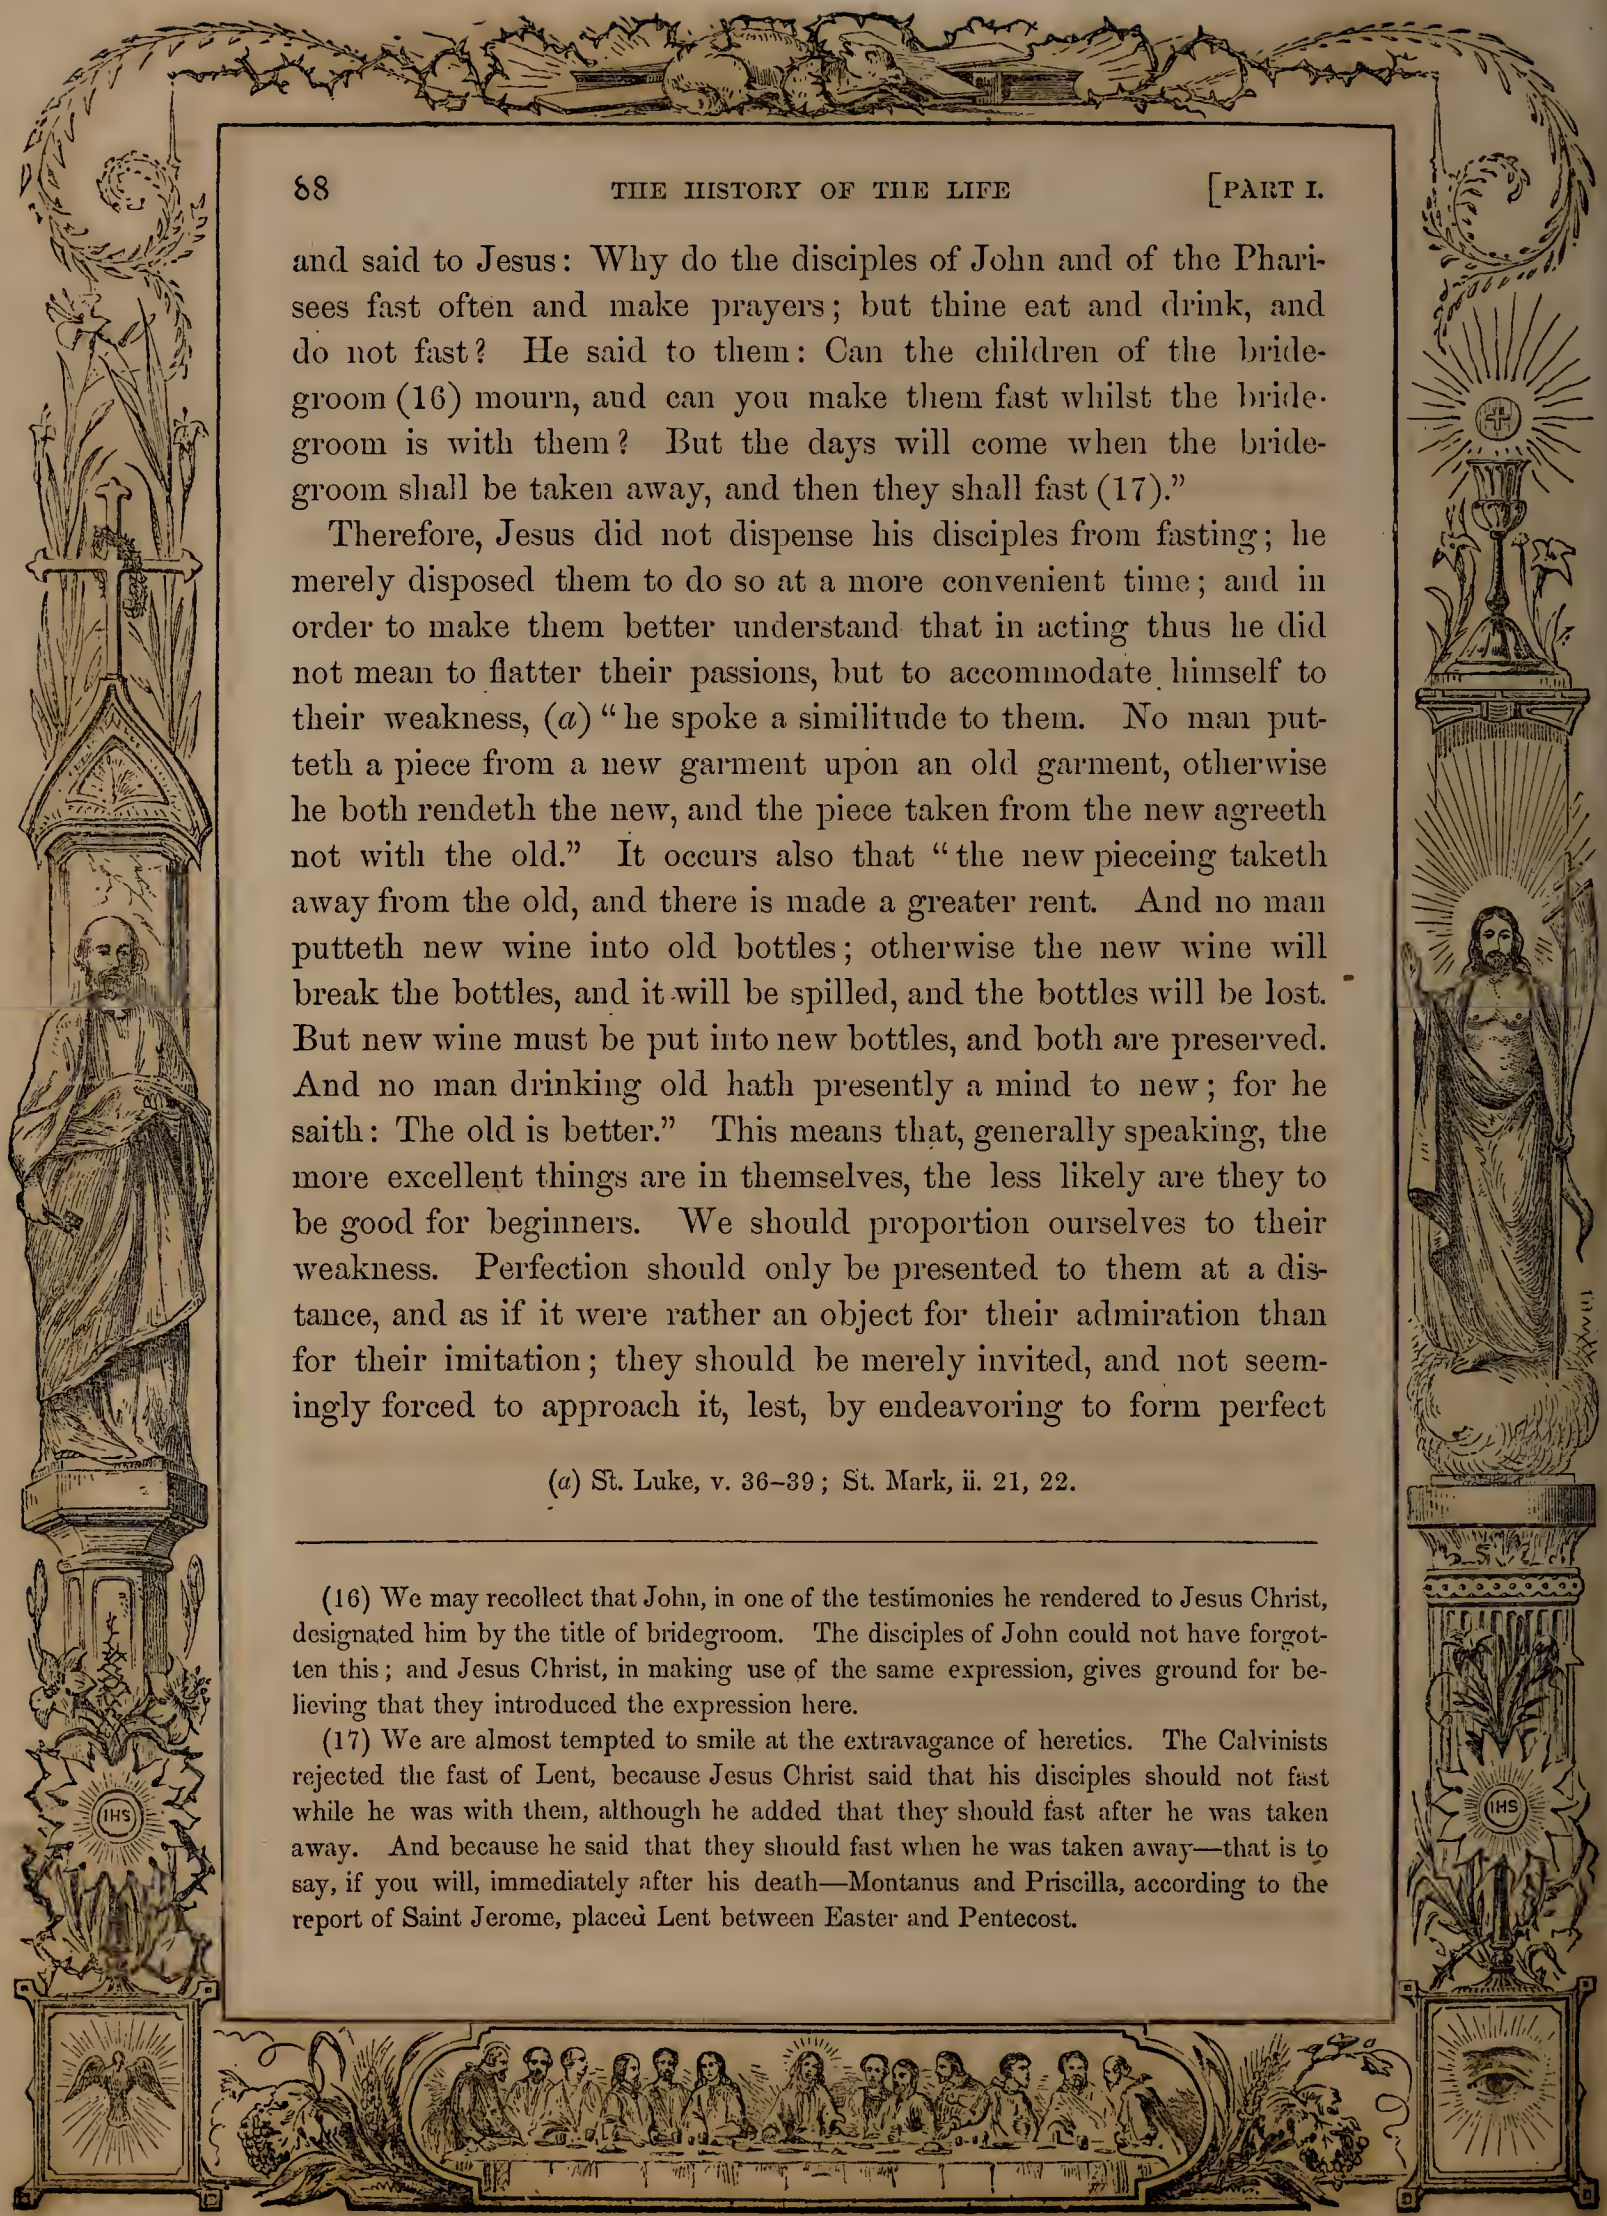 68 THE HISTORY OF THE LIFE [PART I.
and said to Jesus: Why do the disciples of John and of the Phari-
sees fast often and make prayers; but thine eat and drink, and
do not fast? He said to them: Can the children of the bride-
groom (16) mourn, and can you make them fast whilst the bride-
groom is with them? But the days will come when the bride-
groom shall be taken away, and then they shall fast (17).”
Therefore, Jesus did not dispense his disciples from fasting; he
merely disposed them to do so at a more convenient time; and in
order to make them better understand that in acting thus he did
not mean to flatter their passions, but to accommodate himself to
their weakness, (a) “he spoke a similitude to them. No man put-
teth a piece from a new garment upon an old garment, otherwise
he both rendeth the new, and the piece taken from the new agreeth
not with the old.” It occurs also that “the new pieceing taketh
away from the old, and there is made a greater rent. And no man
putteth new wine into old bottles; otherwise the new wine will
break the bottles, and it will be spilled, and the bottles will be lost.
But new wine must be put into new bottles, and both are preserved.
And no man drinking old hath presently a mind to new; for he
saith: The old is better.” This means that, generally speaking, the
more excellent things are in themselves, the less likely are they to
be good for beginners. We should proportion ourselves to their
weakness. Perfection should only be presented to them at a dis-
tance, and as if it were rather an object for their admiration than
for their imitation; they should be merely invited, and not seem-
ingly forced to approach it, lest, by endeavoring to form perfect
(a) St. Luke, v. 36–39; St. Mark, ii. 21, 22.
(16) We may recollect that John, in one of the testimonies he rendered to Jesus Christ,
designated him by the title of bridegroom. The disciples of John could not have forgot-
ten this; and Jesus Christ, in making use of the same expression, gives ground for be-
lieving that they introduced the expression here.
(17) We are almost tempted to smile at the extravagance of heretics. The Calvinists
rejected the fast of Lent, because Jesus Christ said that his disciples should not fast
while he was with them, although he added that they should fast after he was taken
away. And because he said that they should fast when he was taken away—that is to
say, if you will, immediately after his death—Montanus and Priscilla, according to the
report of Saint Jerome, placed Lent between Easter and Pentecost.
IHS
IHS